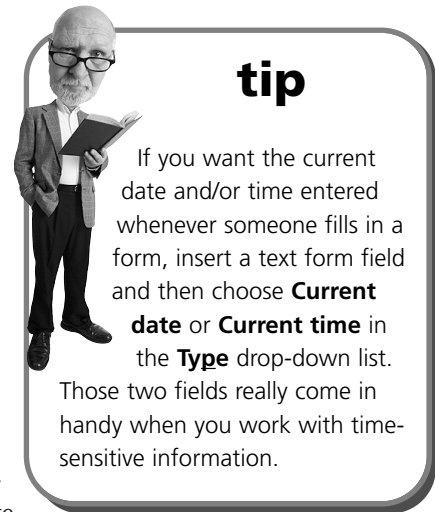 tip
If you want the current
date and/or time entered
whenever someone fills in a
form, insert a text form field
and then choose Current
date or Current time in
the Type drop-down list.
Those two fields really come in
handy when you work with time-
sensitive information.